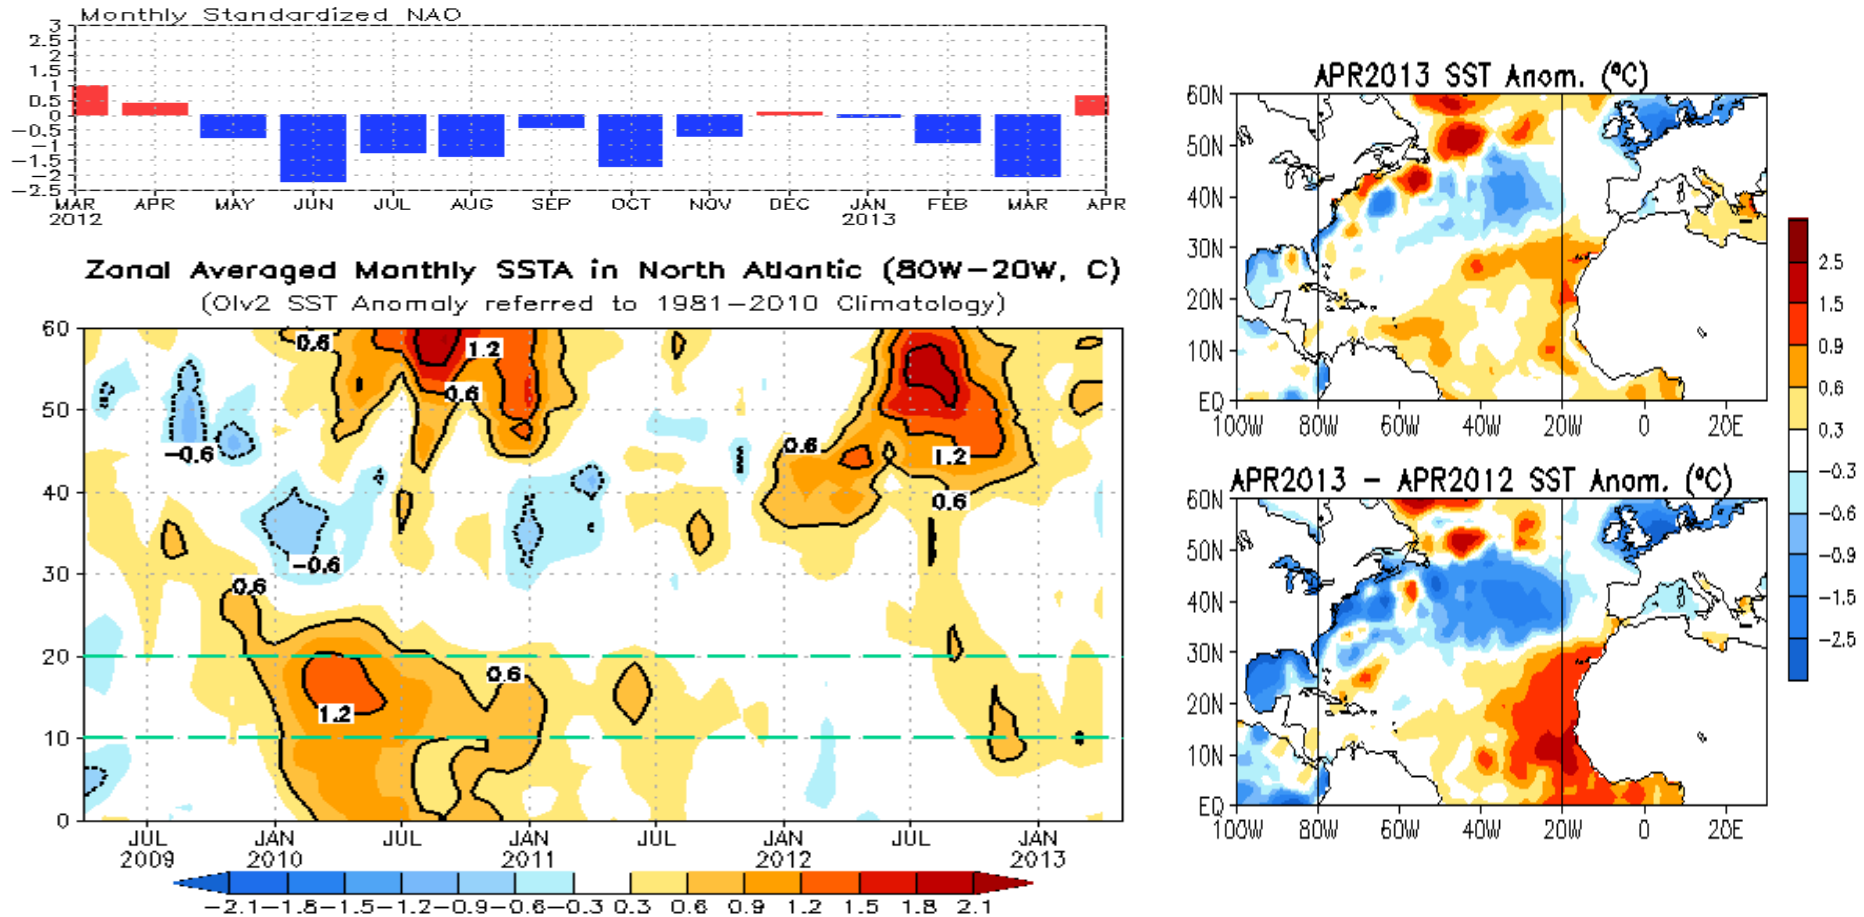 Monthly Standardized NAO
3
2.5
2
1.5
1
0.5
0
-0.5
-1
-1.5
-2
-2.5
MAR APR MAY JUN JUL AUG SEP OCT NOV DEC JAN FEB MAR APR
2012 2013
Zonal Averaged Monthly SSTA in North Atlantic (80W-20W, C)
(OIv2 SST Anomaly referred to 1981-2010 Climatology)
60
50
40
30
20
10
0
0.6 1.2 0.6 -0.6 -0.6 0.6 1.2 0.6 0.6 1.2 0.6
JUL JAN JUL JAN JUL JAN JUL JAN
2009 2010 2011 2012 2013
-2.1 -1.8 -1.5 -1.2 -0.9 -0.6 -0.3 0.3 0.6 0.9 1.2 1.5 1.8 2.1
APR2013 SST Anom. (°C)
60N
50N
40N
30N
20N
10N
EQ
100W 80W 60W 40W 20W 0 20E
APR2013 - APR2012 SST Anom. (°C)
60N
50N
40N
30N
20N
10N
EQ
100W 80W 60W 40W 20W 0 20E
2.5
1.5
0.9
0.6
0.3
-0.3
-0.6
-0.9
-1.5
-2.5